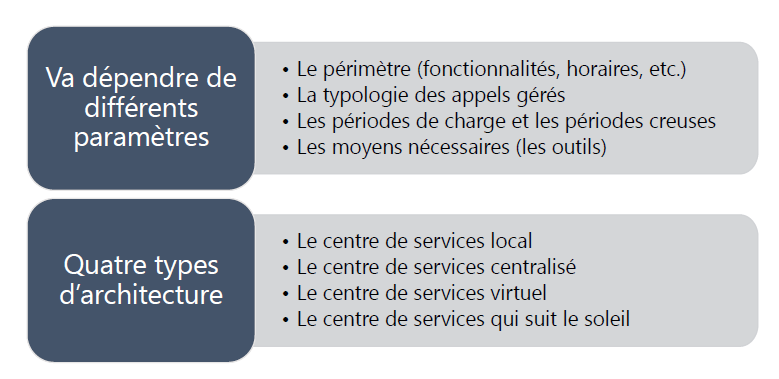 Va dépendre de
différents
paramètres
• Le périmètre (fonctionnalités, horaires, etc.)
• La typologie des appels gérés
• Les périodes de charge et les périodes creuses
• Les moyens nécessaires (les outils)
Quatre types
d’architecture
• Le centre de services local
• Le centre de services centralisé
• Le centre de services virtuel
• Le centre de services qui suit le soleil